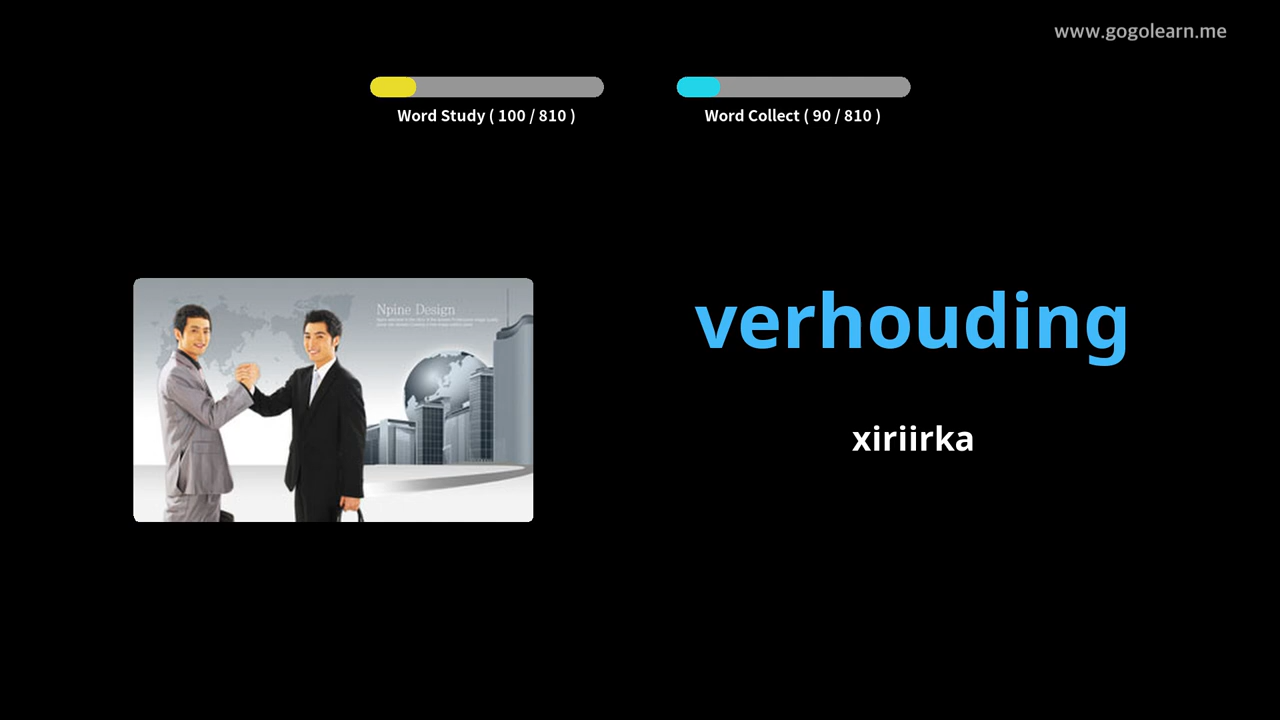 www.gogolearn.me
Word Study ( 100 / 810 )
Word Collect ( 90 / 810 )
Npine Design
verhouding
xiriirka